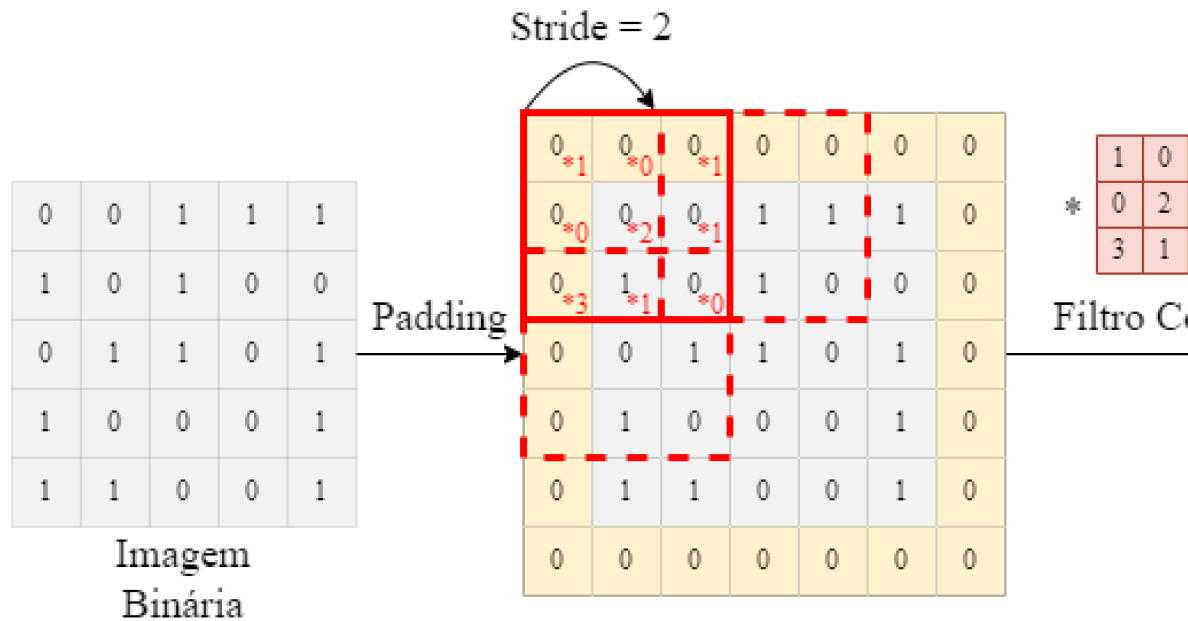 Stride = 2
0 0 1 1 1
1 0 1 0 0
0 1 1 0 1
1 0 0 0 1
1 1 0 0 1
Imagem
Binária
Padding
0*1 0*0 0*1 0 0 0 0
0*0 0*2 0*1 1 1 1 0
0*3 1*1 0*0 1 0 0 0
0 0 1 1 0 1 0
0 1 0 0 0 1 0
0 1 1 0 0 1 0
0 0 0 0 0 0 0
*
1 0
0 2
3 1
Filtro